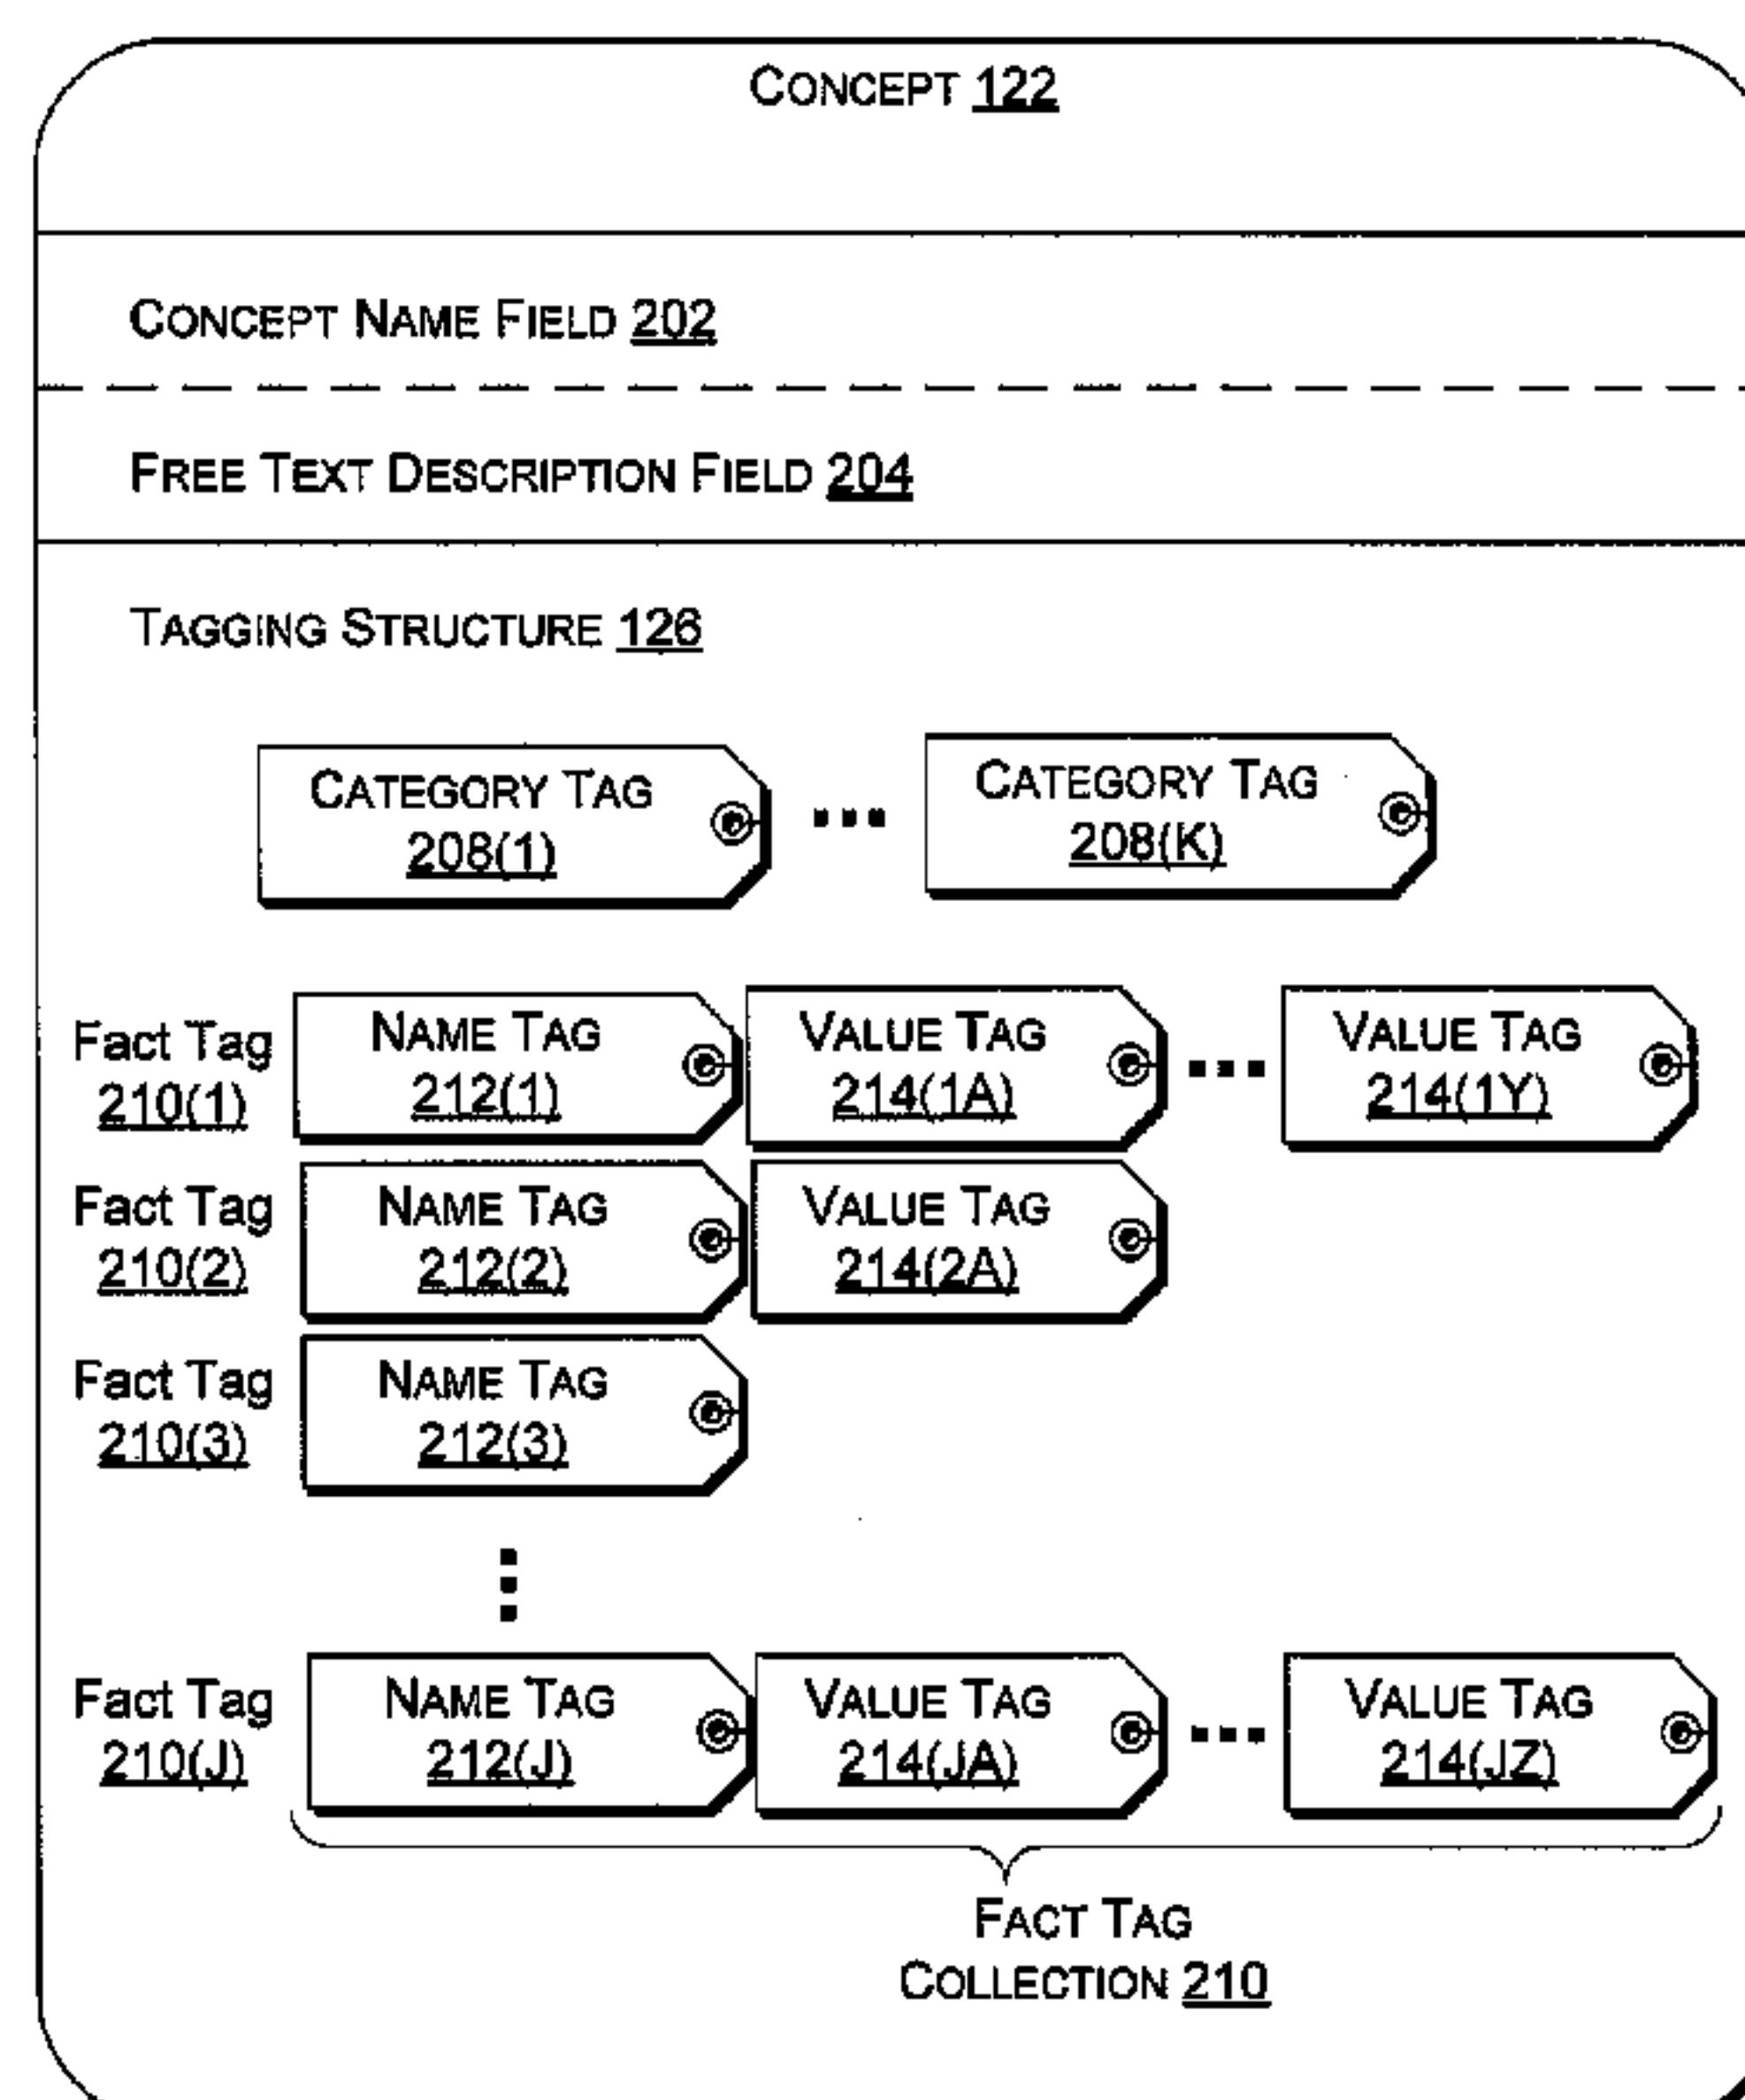 CONCEPT 122
CONCEPT NAME FIELD 202
FREE TEXT DESCRIPTION FIELD 204
TAGGING STRUCTURE 126
CATEGORY TAG 208(1) ... CATEGORY TAG 208(K)
Fact Tag 210(1) NAME TAG 212(1) VALUE TAG 214(1A) ... VALUE TAG 214(1Y)
Fact Tag 210(2) NAME TAG 212(2) VALUE TAG 214(2A)
Fact Tag 210(3) NAME TAG 212(3)
Fact Tag 210(J) NAME TAG 212(J) VALUE TAG 214(JA) ... VALUE TAG 214(JZ)
FACT TAG
COLLECTION 210